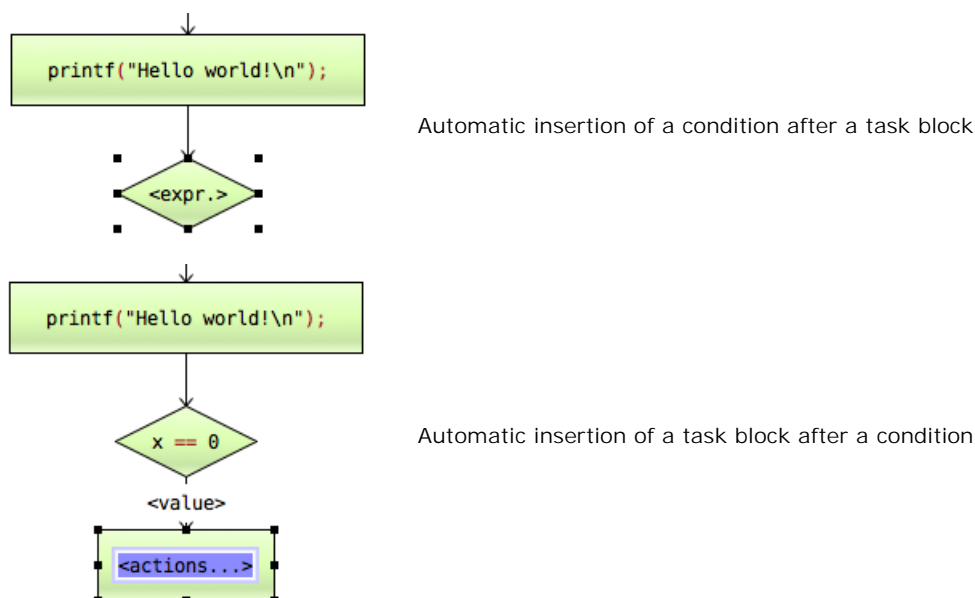 printf("Hello world!\n");
Automatic insertion of a condition after a task block
<expr.>
printf("Hello world!\n");
x == 0
Automatic insertion of a task block after a condition
<value>
<actions...>